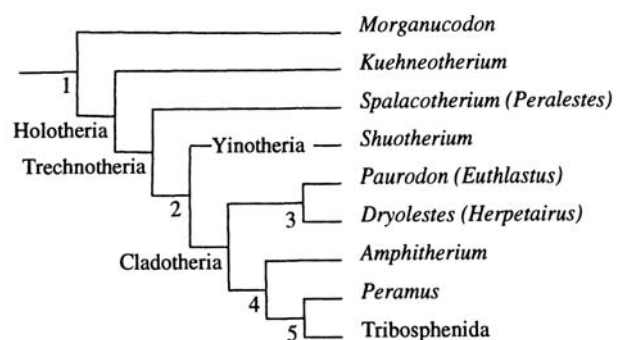 Morganucodon
Kuehneotherium
1
Spalacotherium (Peralestes)
Holotheria
Yinotheria
Shuotherium
Trechnotheria
Paurodon (Euthlastus)
2
3
Dryolestes (Herpetairus)
Cladotheria
Amphitherium
4
Peramus
5
Tribosphenida